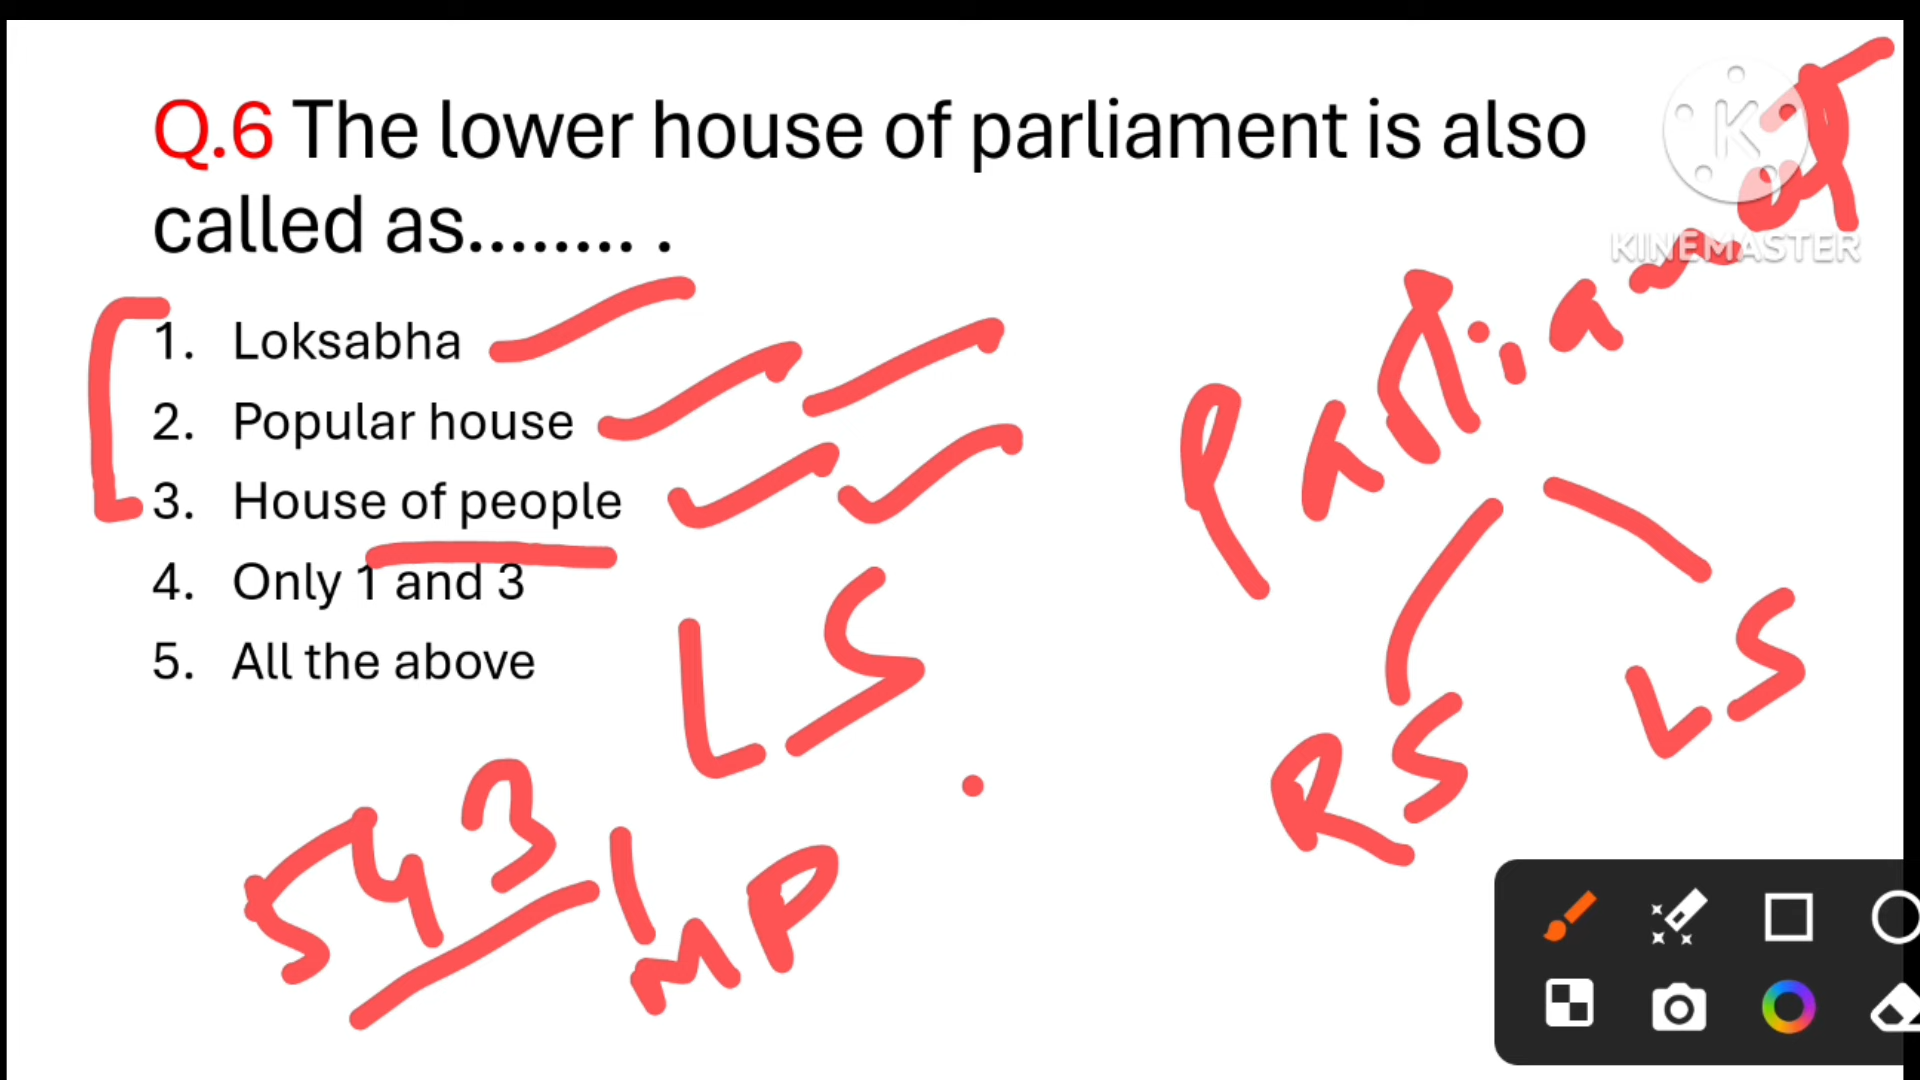 Q.6 The lower house of parliament is also
called as........ .
1. Loksabha
2. Popular house
3. House of people
4. Only 1 and 3
5. All the above
KINEMASTER
Parliament
RS
LS
LS
543
MP